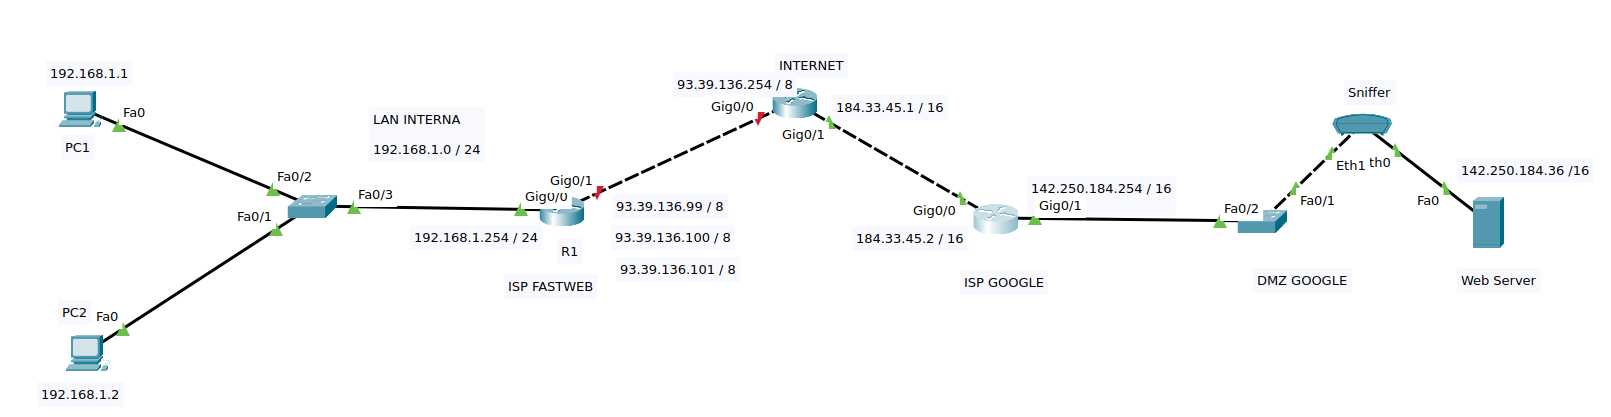 192.168.1.1
Fa0
PC1
Fa0/2
Fa0/1
Fa0/3
PC2
Fa0
192.168.1.2
LAN INTERNA
192.168.1.0 / 24
192.168.1.254 / 24
Gig0/1
Gig0/0
R1
ISP FASTWEB
93.39.136.99 / 8
93.39.136.100 / 8
93.39.136.101 / 8
INTERNET
93.39.136.254 / 8
Gig0/0
184.33.45.1 / 16
Gig0/1
142.250.184.254 / 16
Gig0/1
Gig0/0
184.33.45.2 / 16
ISP GOOGLE
Fa0/2
Fa0/1
DMZ GOOGLE
Sniffer
Eth1
th0
142.250.184.36 /16
Fa0
Web Server